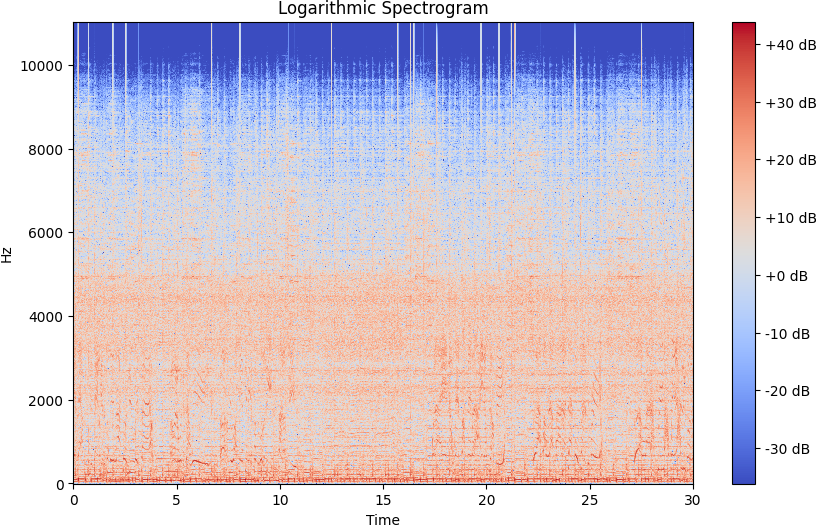 Logarithmic Spectrogram
10000
8000
6000
4000
2000
0
Hz
0 5 10 15 20 25 30
Time
+40 dB
+30 dB
+20 dB
+10 dB
+0 dB
-10 dB
-20 dB
-30 dB